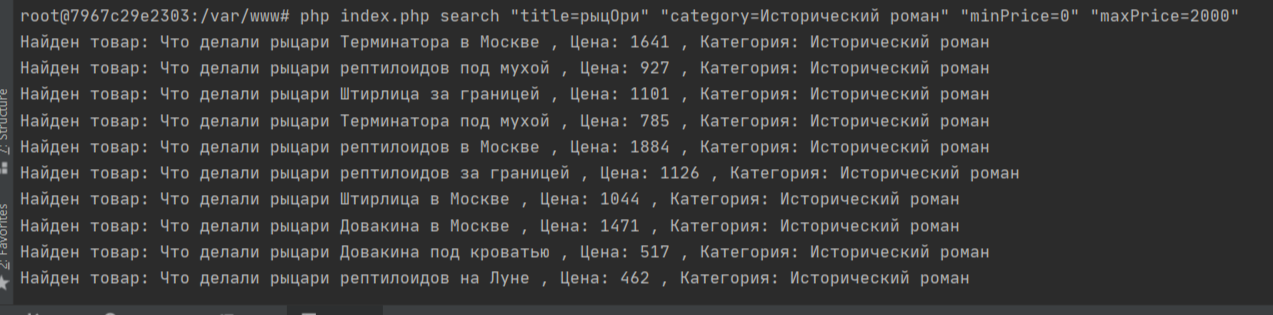 root@7967c29e2303:/var/www# php index.php search "title=рыцОри" "category=Исторический роман" "minPrice=0" "maxPrice=2000"
Найден товар: Что делали рыцари Терминатора в Москве , Цена: 1641 , Категория: Исторический роман
Найден товар: Что делали рыцари рептилоидов под мухой , Цена: 927 , Категория: Исторический роман
Найден товар: Что делали рыцари Штирлица за границей , Цена: 1101 , Категория: Исторический роман
Найден товар: Что делали рыцари Терминатора под мухой , Цена: 785 , Категория: Исторический роман
Найден товар: Что делали рыцари рептилоидов в Москве , Цена: 1884 , Категория: Исторический роман
Найден товар: Что делали рыцари рептилоидов за границей , Цена: 1126 , Категория: Исторический роман
Найден товар: Что делали рыцари Штирлица в Москве , Цена: 1044 , Категория: Исторический роман
Найден товар: Что делали рыцари Довакина в Москве , Цена: 1471 , Категория: Исторический роман
Найден товар: Что делали рыцари Довакина под кроватью , Цена: 517 , Категория: Исторический роман
Найден товар: Что делали рыцари рептилоидов на Луне , Цена: 462 , Категория: Исторический роман
Z: Structure
2: Favorites